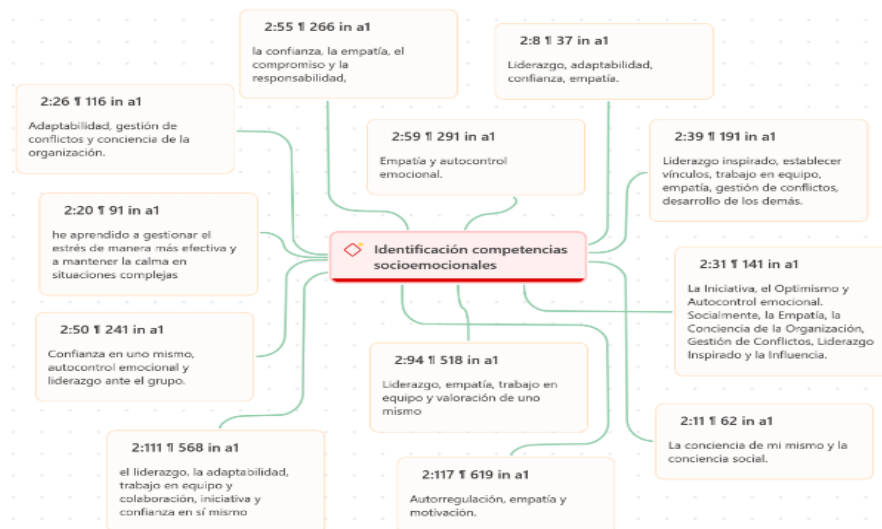 2:55 ¶ 266 in a1
la confianza, la empatía, el
compromiso y la
responsabilidad,
2:8 ¶ 37 in a1
Liderazgo, adaptabilidad,
confianza, empatía.
2:26 ¶ 116 in a1
Adaptabilidad, gestión de
conflictos y conciencia de la
organización.
2:59 ¶ 291 in a1
Empatía y autocontrol
emocional.
2:39 ¶ 191 in a1
Liderazgo inspirado, establecer
vínculos, trabajo en equipo,
empatía, gestión de conflictos,
desarrollo de los demás.
2:20 ¶ 91 in a1
he aprendido a gestionar el
estrés de manera más efectiva y
a mantener la calma en
situaciones complejas
Identificación competencias
socioemocionales
2:31 ¶ 141 in a1
La Iniciativa, el Optimismo y
Autocontrol emocional.
Socialmente, la Empatía, la
Conciencia de la Organización,
Gestión de Conflictos, Liderazgo
Inspirado y la Influencia.
2:50 ¶ 241 in a1
Confianza en uno mismo,
autocontrol emocional y
liderazgo ante el grupo.
2:94 ¶ 518 in a1
Liderazgo, empatía, trabajo en
equipo y valoración de uno
mismo
2:11 ¶ 62 in a1
La conciencia de mi mismo y la
conciencia social.
2:111 ¶ 568 in a1
el liderazgo, la adaptabilidad,
trabajo en equipo y
colaboración, iniciativa y
confianza en sí mismo
2:117 ¶ 619 in a1
Autorregulación, empatía y
motivación.